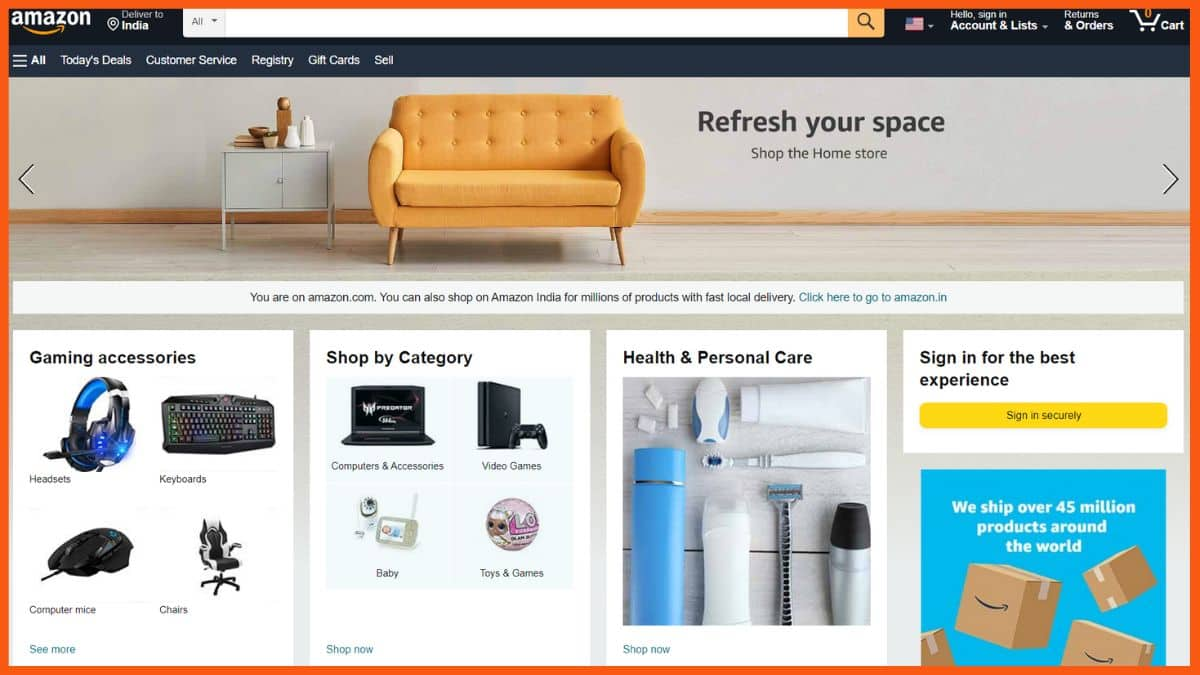 amazon
Deliver to
India
All
Hello, sign in
Account & Lists
Returns
& Orders
0
Cart
All
Today's Deals
Customer Service
Registry
Gift Cards
Sell
Refresh your space
Shop the Home store
You are on amazon.com. You can also shop on Amazon India for millions of products with fast local delivery. Click here to go to amazon.in
Gaming accessories
Headsets
Keyboards
Computer mice
Chairs
See more
Shop by Category
PREDATOR
Computers & Accessories
Video Games
Baby
Toys & Games
Shop now
Health & Personal Care
Shop now
Sign in for the best
experience
Sign in securely
We ship over 45 million
products around
the world